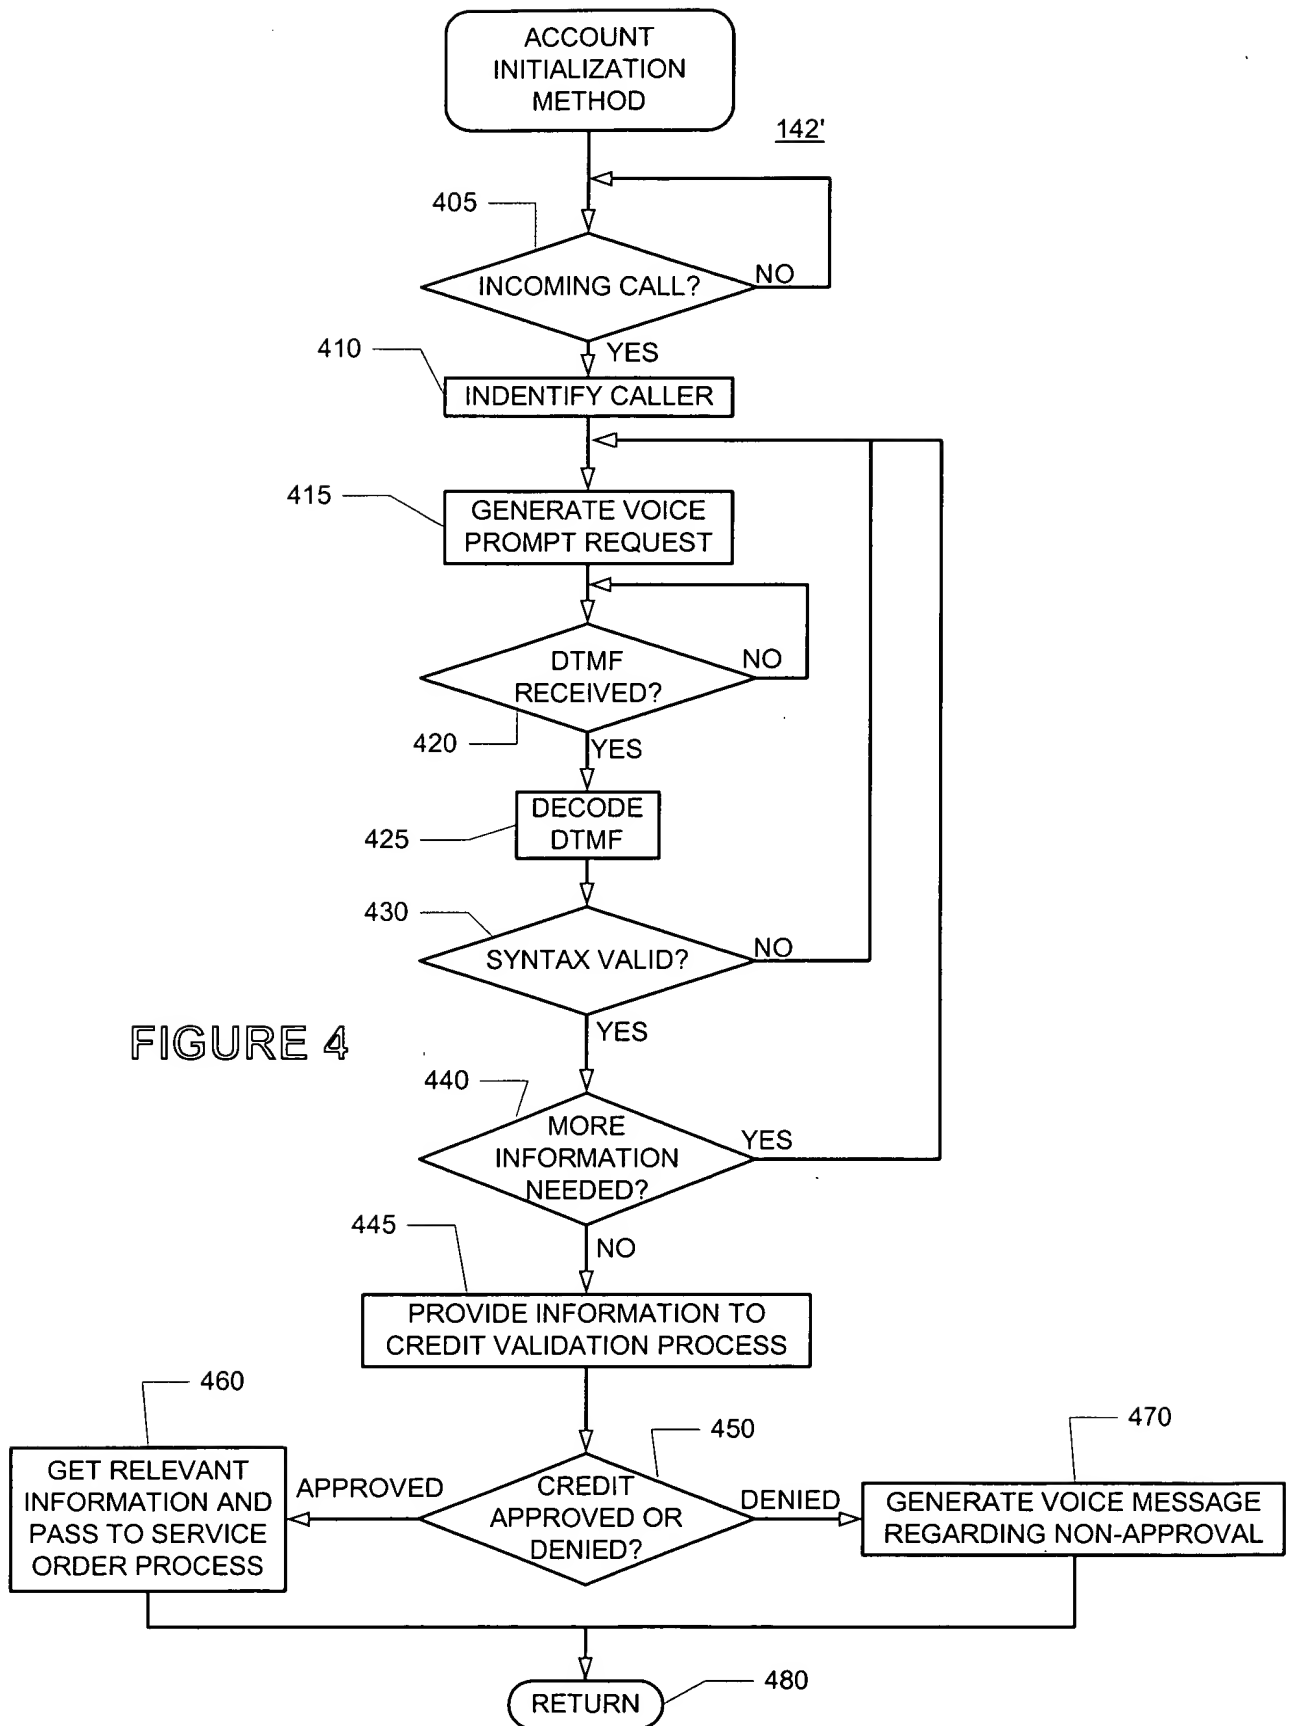 ACCOUNT
INITIALIZATION
METHOD
142'
405
INCOMING CALL?
NO
YES
410
INDENTIFY CALLER
415
GENERATE VOICE
PROMPT REQUEST
DTMF
RECEIVED?
NO
420
YES
DECODE
DTMF
425
430
SYNTAX VALID?
NO
YES
FIGURE 4
440
MORE
INFORMATION
NEEDED?
YES
445
NO
PROVIDE INFORMATION TO
CREDIT VALIDATION PROCESS
460
450
470
GET RELEVANT
INFORMATION AND
PASS TO SERVICE
ORDER PROCESS
APPROVED
CREDIT
APPROVED OR
DENIED?
DENIED
GENERATE VOICE MESSAGE
REGARDING NON-APPROVAL
480
RETURN